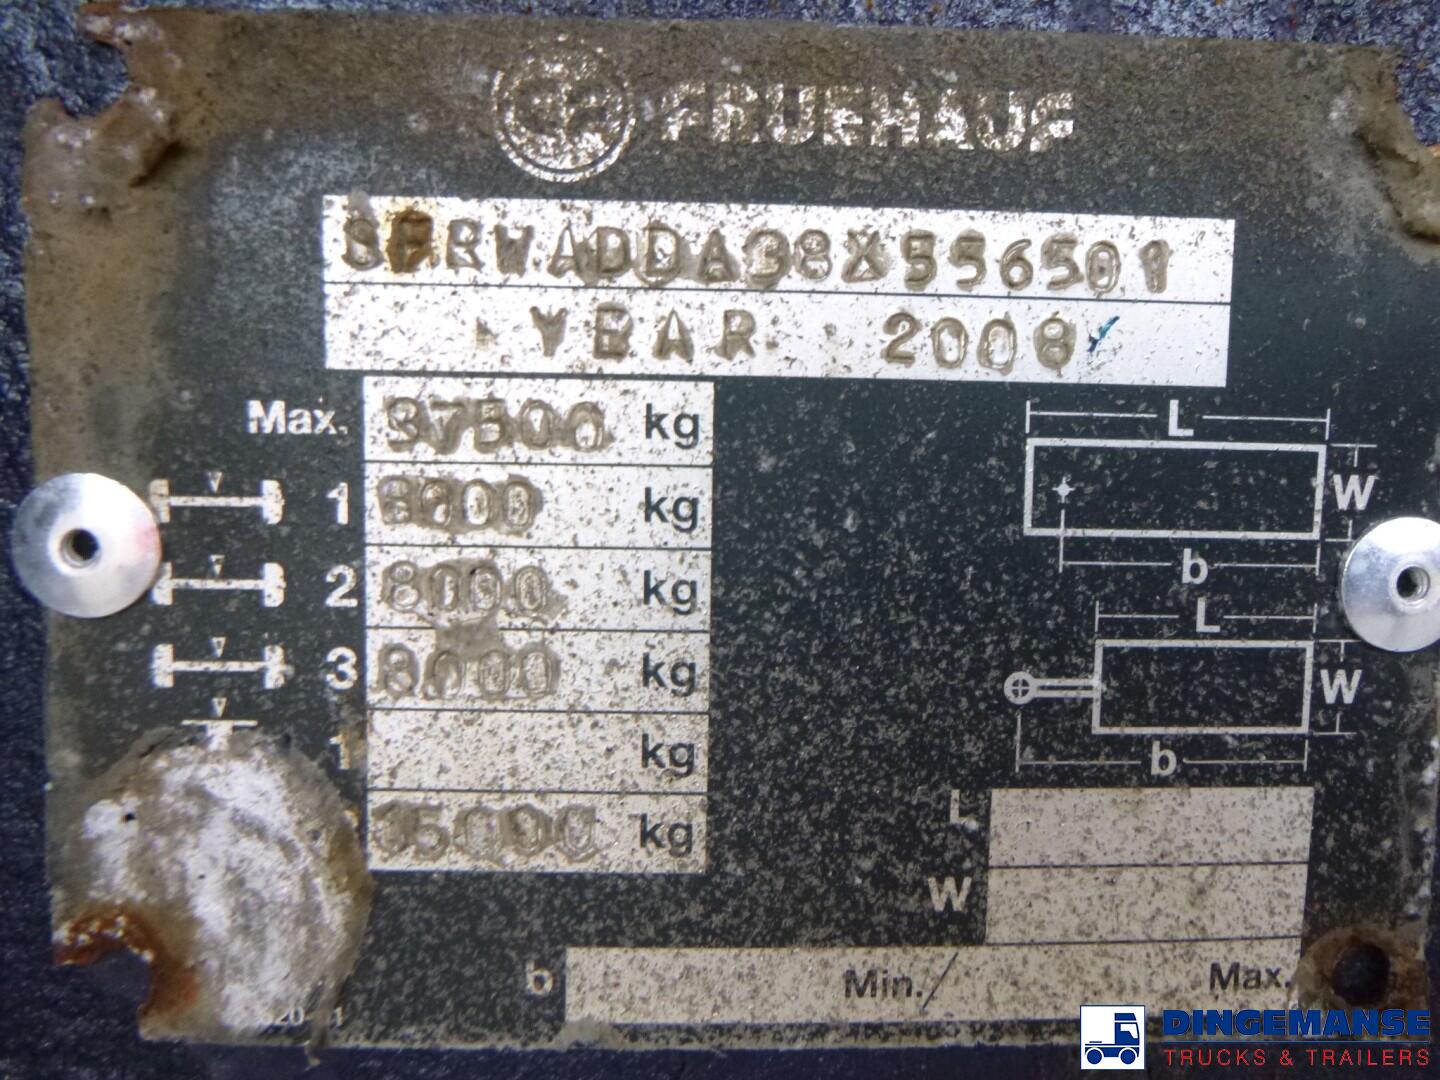 FRUEHAUF
SFRWADDA38X556501
YEAR 2008
Max. 37500 kg
1 8000 kg
2 8000 kg
3 8000 kg
1 kg
35000 kg
L
W
b
L
W
b
L
W
b Min./ Max.
DINGEMANSE
TRUCKS & TRAILERS